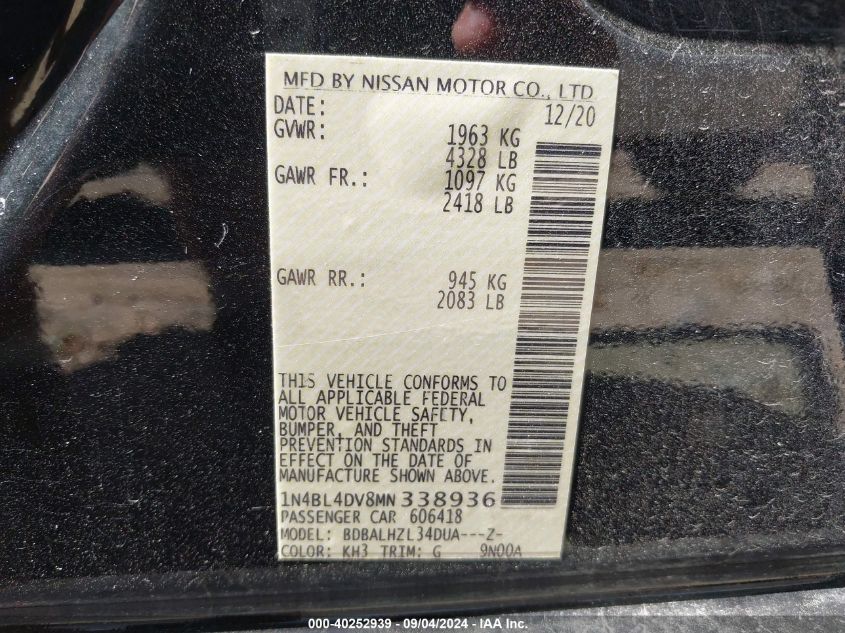 MFD BY NISSAN MOTOR CO., LTD
DATE: 12/20
GVWR: 1963 KG
4328 LB
GAWR FR.: 1097 KG
2418 LB
GAWR RR.: 945 KG
2083 LB
THIS VEHICLE CONFORMS TO
ALL APPLICABLE FEDERAL
MOTOR VEHICLE SAFETY,
BUMPER, AND THEFT
PREVENTION STANDARDS IN
EFFECT ON THE DATE OF
MANUFACTURE SHOWN ABOVE.
1N4BL4DV8MN338936
PASSENGER CAR 606418
MODEL: BDBALHZL34DUA---Z-
COLOR: KH3 TRIM: G 9N00A
000-40252939 - 09/04/2024 - IAA Inc.